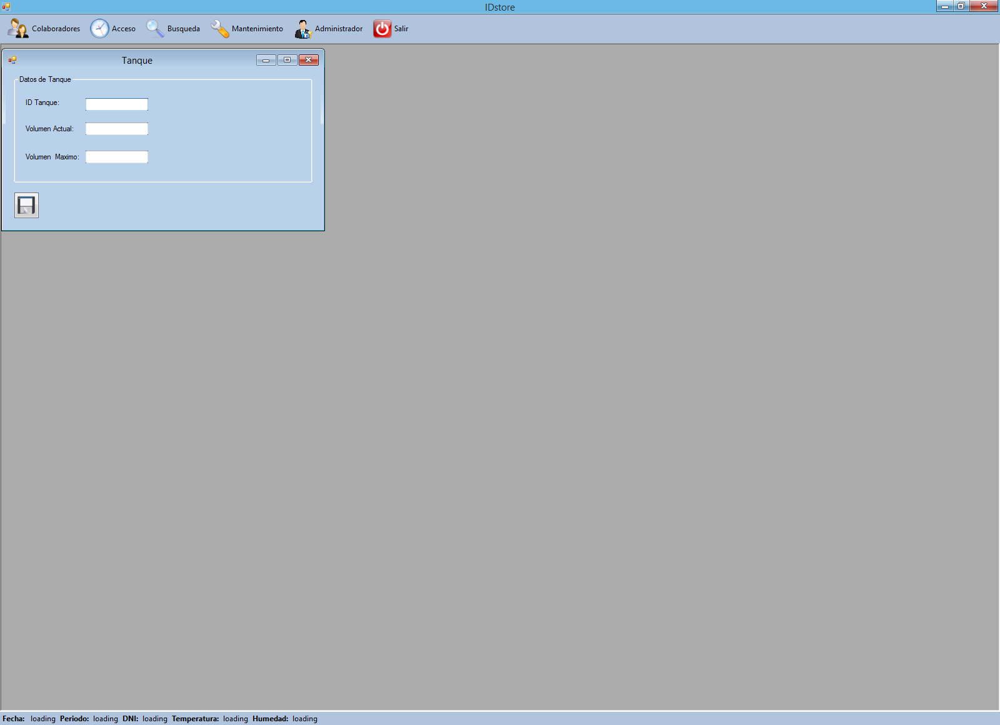 IDstore
Colaboradores Acceso Busqueda Mantenimiento Administrador Salir
Tanque
Datos de Tanque
ID Tanque:
Volumen Actual:
Volumen Maximo:
Fecha: loading Periodo: loading DNI: loading Temperatura: loading Humedad: loading